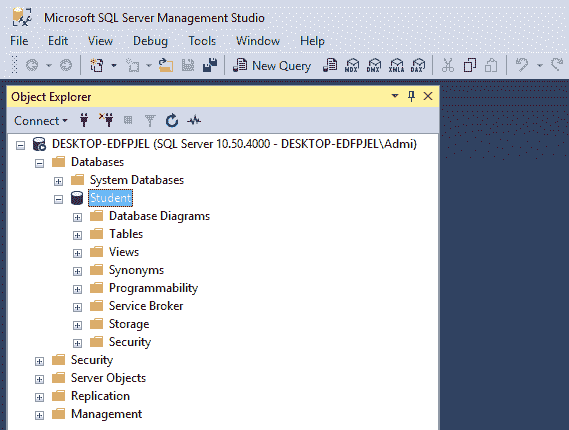 Microsoft SQL Server Management Studio
File Edit View Debug Tools Window Help
New Query MDX DMX XMLA DAX
Object Explorer
Connect
DESKTOP-EDFPJEL (SQL Server 10.50.4000 - DESKTOP-EDFPJEL\Admi)
Databases
System Databases
Student
Database Diagrams
Tables
Views
Synonyms
Programmability
Service Broker
Storage
Security
Security
Server Objects
Replication
Management